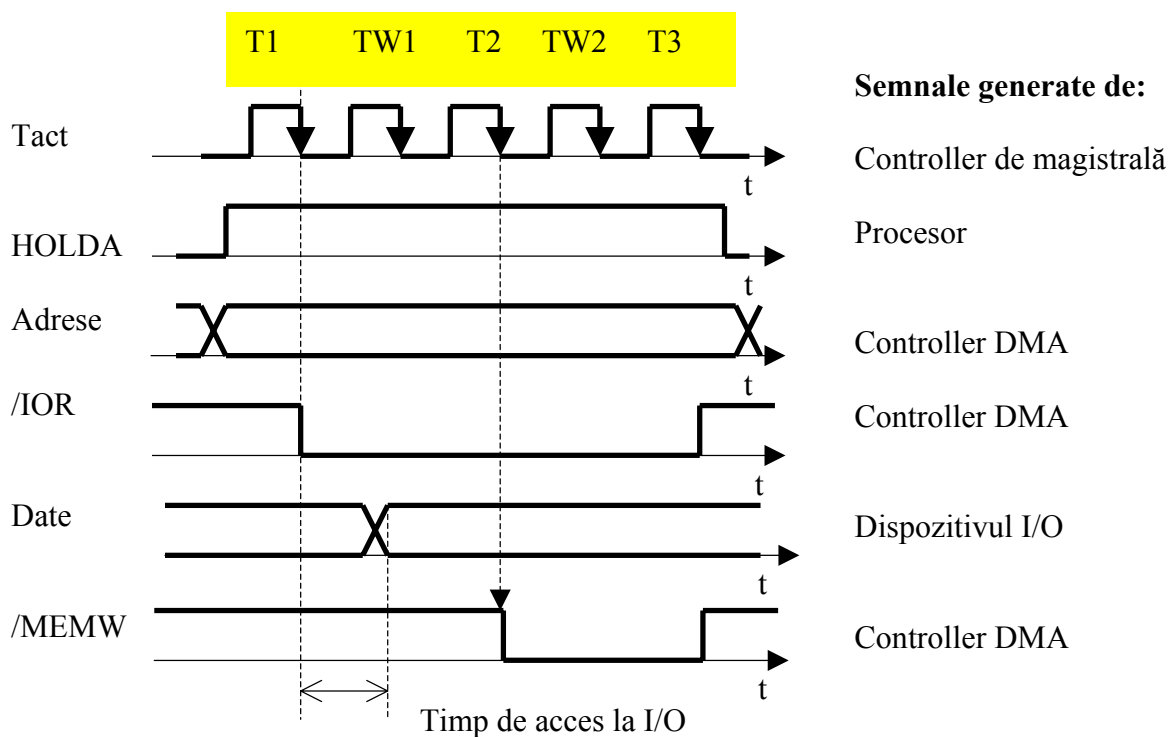 T1 TW1 T2 TW2 T3
Semnale generate de:
Tact
t
Controller de magistrală
HOLDA
t
Procesor
Adrese
t
Controller DMA
/IOR
t
Controller DMA
Date
t
Dispozitivul I/O
/MEMW
t
Controller DMA
Timp de acces la I/O